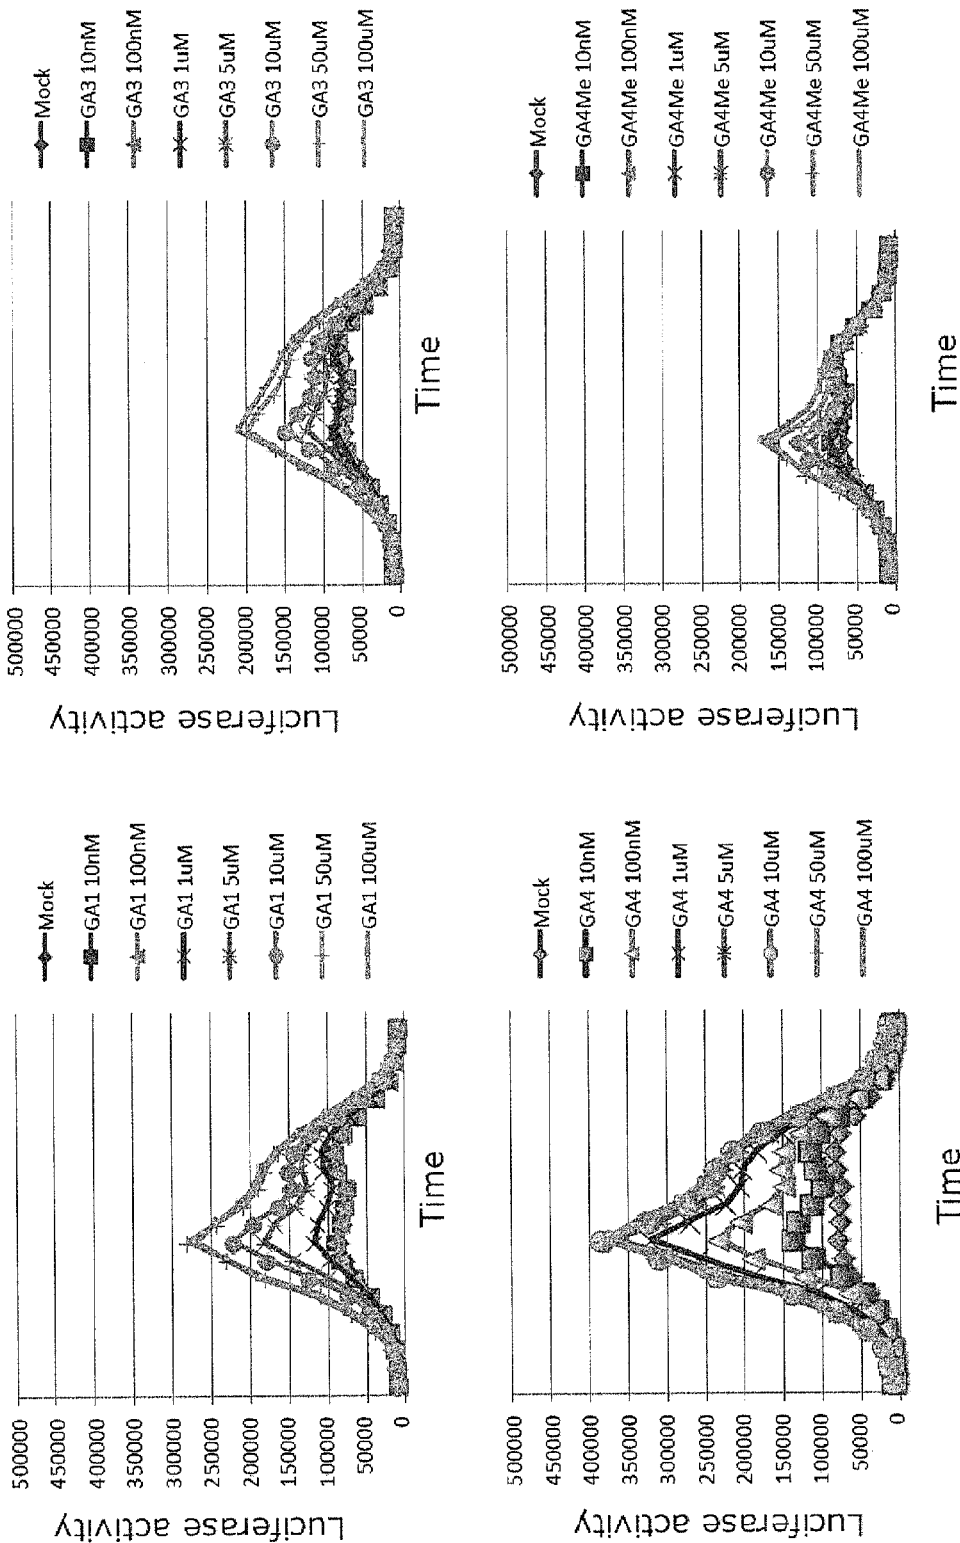 Luciferase activity
500000
450000
400000
350000
300000
250000
200000
150000
100000
50000
0
Time
Mock
GA1 10nM
GA1 100nM
GA1 1uM
GA1 5uM
GA1 10uM
GA1 50uM
GA1 100uM
Luciferase activity
500000
450000
400000
350000
300000
250000
200000
150000
100000
50000
0
Time
Mock
GA3 10nM
GA3 100nM
GA3 1uM
GA3 5uM
GA3 10uM
GA3 50uM
GA3 100uM
Luciferase activity
500000
450000
400000
350000
300000
250000
200000
150000
100000
50000
0
Time
Mock
GA4 10nM
GA4 100nM
GA4 1uM
GA4 5uM
GA4 10uM
GA4 50uM
GA4 100uM
Luciferase activity
500000
450000
400000
350000
300000
250000
200000
150000
100000
50000
0
Time
Mock
GA4Me 10nM
GA4Me 100nM
GA4Me 1uM
GA4Me 5uM
GA4Me 10uM
GA4Me 50uM
GA4Me 100uM